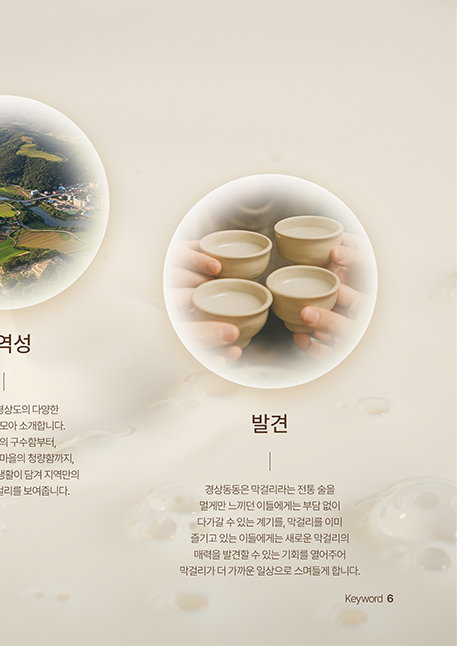 역성
경상도의 다양한
모아 소개합니다.
의 구수함부터,
마을의 청량함까지,
생활이 담겨 지역만의
걸리를 보여줍니다.
발견
경상동동은 막걸리라는 전통 술을
멀게만 느끼던 이들에게는 부담 없이
다가갈 수 있는 계기를, 막걸리를 이미
즐기고 있는 이들에게는 새로운 막걸리의
매력을 발견할 수 있는 기회를 열어주어
막걸리가 더 가까운 일상으로 스며들게 합니다.
Keyword 6